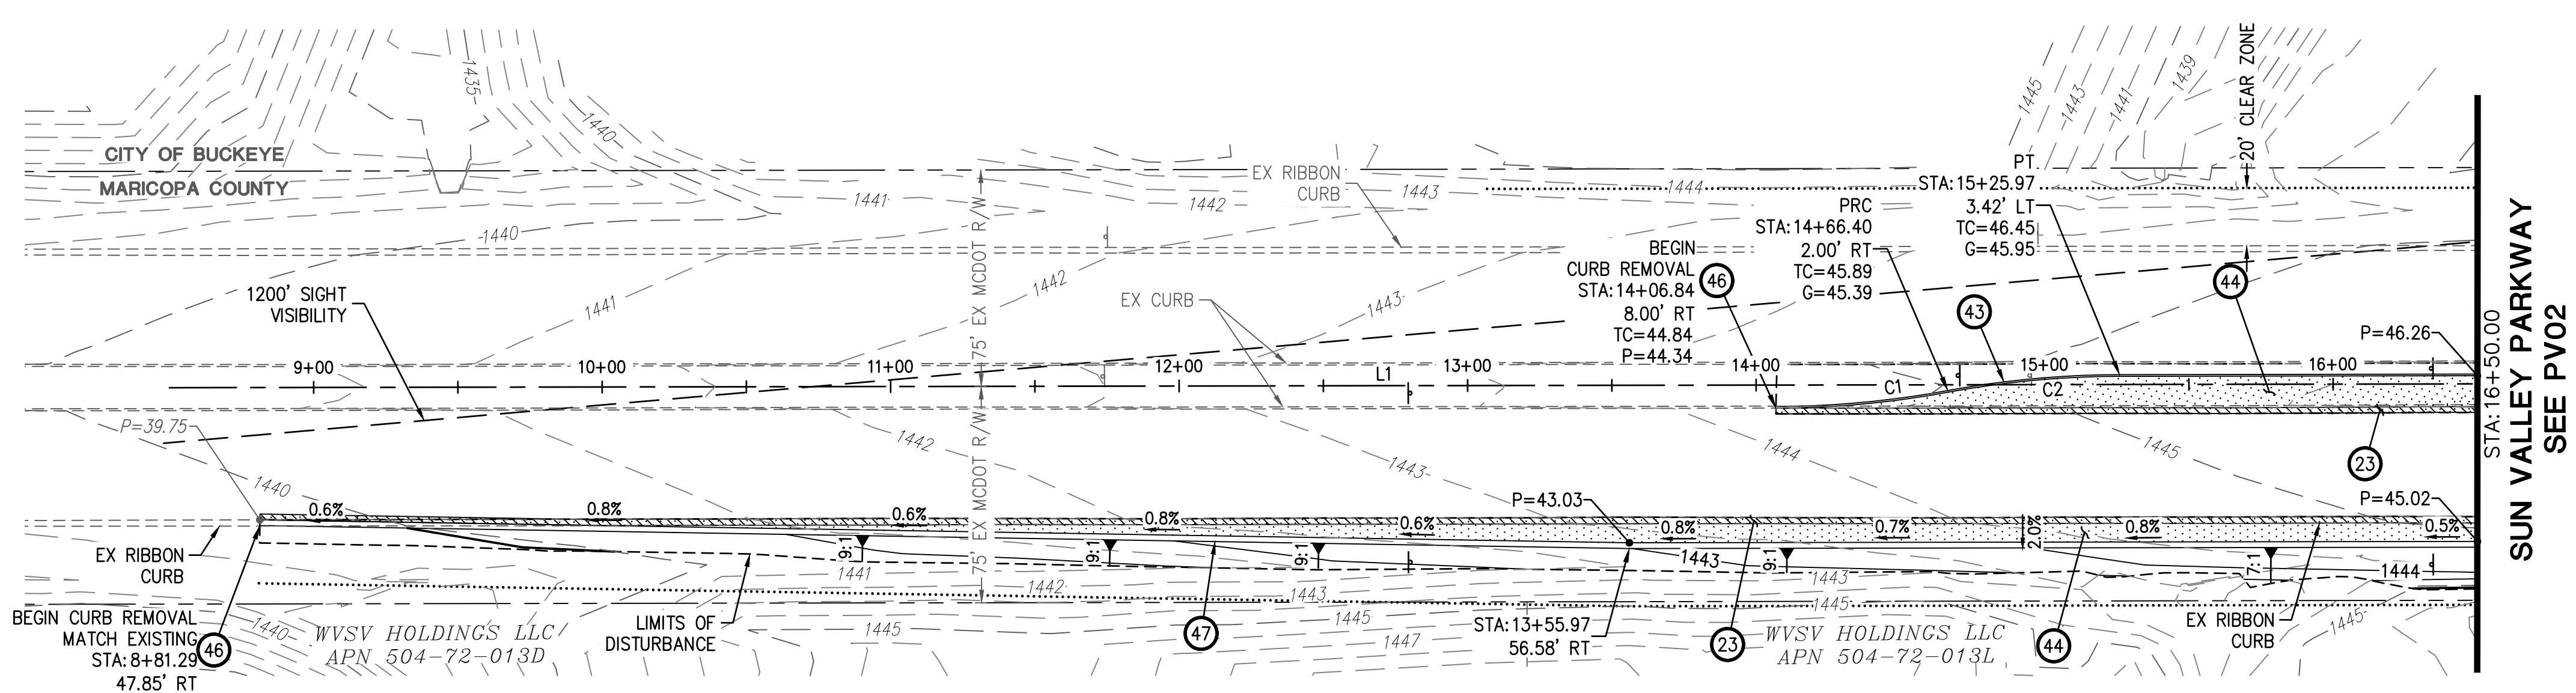 CITY OF BUCKEYE
MARICOPA COUNTY
1435
1440
1440
1441
1442
1443
1444
EX RIBBON
CURB
75' EX MCDOT R/W
1445
1443
1441
1439
20' CLEAR ZONE
PT
STA:15+25.97
3.42' LT
TC=46.45
G=45.95
PRC
STA:14+66.40
2.00' RT
TC=45.89
G=45.39
BEGIN
CURB REMOVAL
STA:14+06.84
8.00' RT
TC=44.84
P=44.34
46
43
44
1200' SIGHT
VISIBILITY
1441
1442
EX CURB
1443
P=46.26
9+00
10+00
11+00
12+00
13+00
14+00
15+00
16+00
L1
C1
C2
1
P=39.75
1440
1442
1443
1444
1445
23
75' EX MCDOT R/W
P=43.03
P=45.02
0.6%
0.8%
0.6%
0.8%
0.6%
0.8%
0.7%
2.00%
0.8%
0.5%
EX RIBBON
CURB
9:1
9:1
9:1
9:1
7:1
1441
1442
1443
1443
1443
1444
1445
1445
1445
1445
1447
1440
BEGIN CURB REMOVAL
MATCH EXISTING
STA:8+81.29
47.85' RT
46
WVSV HOLDINGS LLC
APN 504-72-013D
LIMITS OF
DISTURBANCE
47
STA:13+55.97
56.58' RT
23
WVSV HOLDINGS LLC
APN 504-72-013L
44
EX RIBBON
CURB
STA: 16+50.00
SUN VALLEY PARKWAY
SEE PV02